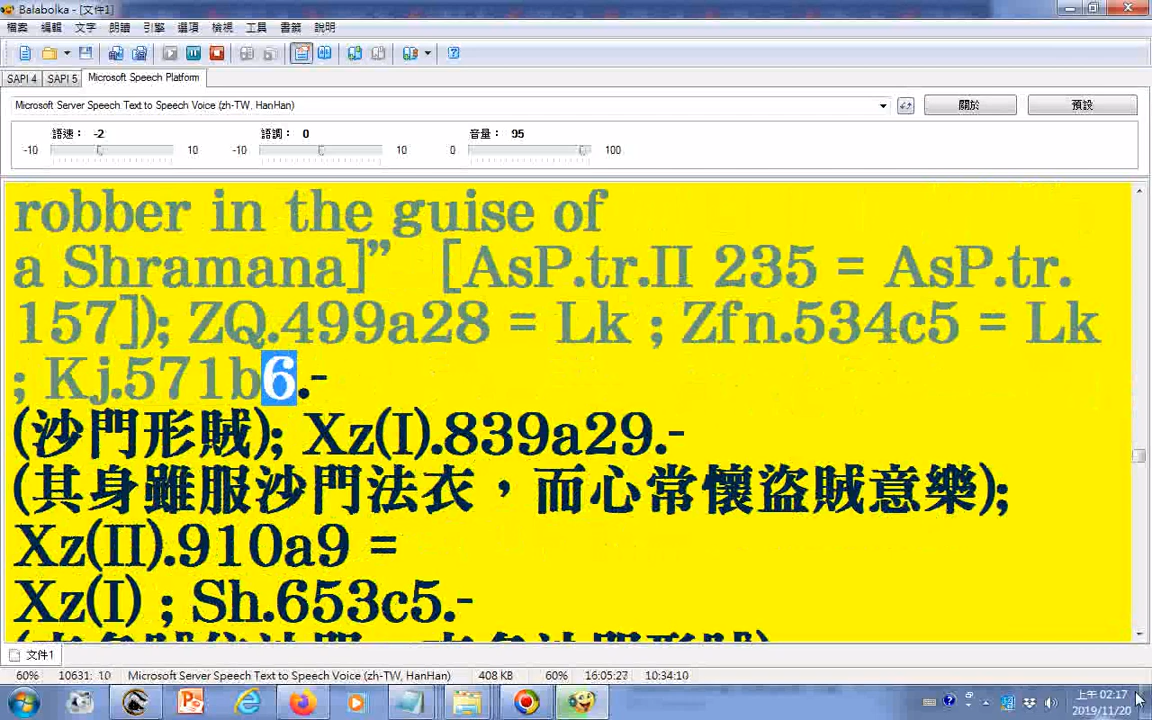 Balabolka - [文件1]
檔案 編輯 文字 朗讀 引擎 選項 檢視 工具 書籤 說明
SAPI 4 SAPI 5 Microsoft Speech Platform
Microsoft Server Speech Text to Speech Voice (zh-TW, HanHan) 關於 預設
語速： -2 語調： 0 音量： 95
-10 10 -10 10 0 100
robber in the guise of
a Shramana]” [AsP.tr.II 235 = AsP.tr.
157]); ZQ.499a28 = Lk ; Zfn.534c5 = Lk
; Kj.571b6.-
(沙門形賊); Xz(I).839a29.-
(其身雖服沙門法衣，而心常懷盜賊意樂);
Xz(II).910a9 =
Xz(I) ; Sh.653c5.-
文件1
60% 10631: 10 Microsoft Server Speech Text to Speech Voice (zh-TW, HanHan) 408 KB 60% 16:05:27 10:34:10
上午 02:17
2019/11/20